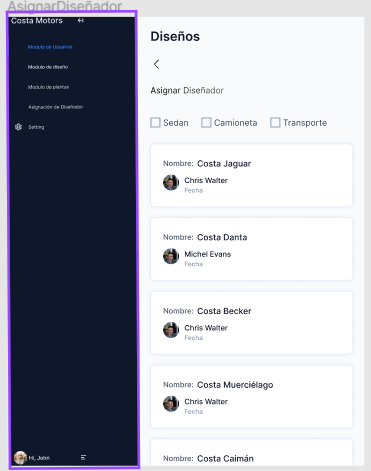 AsignarDiseñador
Costa Motors
Modulo de Usuarios
Modulo de diseño
Modulo de plantas
Asignación de Diseñador
Setting
Hi, John
Diseños
Asignar Diseñador
Sedan
Camioneta
Transporte
Nombre: Costa Jaguar
Chris Walter
Fecha
Nombre: Costa Danta
Michel Evans
Fecha
Nombre: Costa Becker
Chris Walter
Fecha
Nombre: Costa Muerciélago
Chris Walter
Fecha
Nombre: Costa Caimán